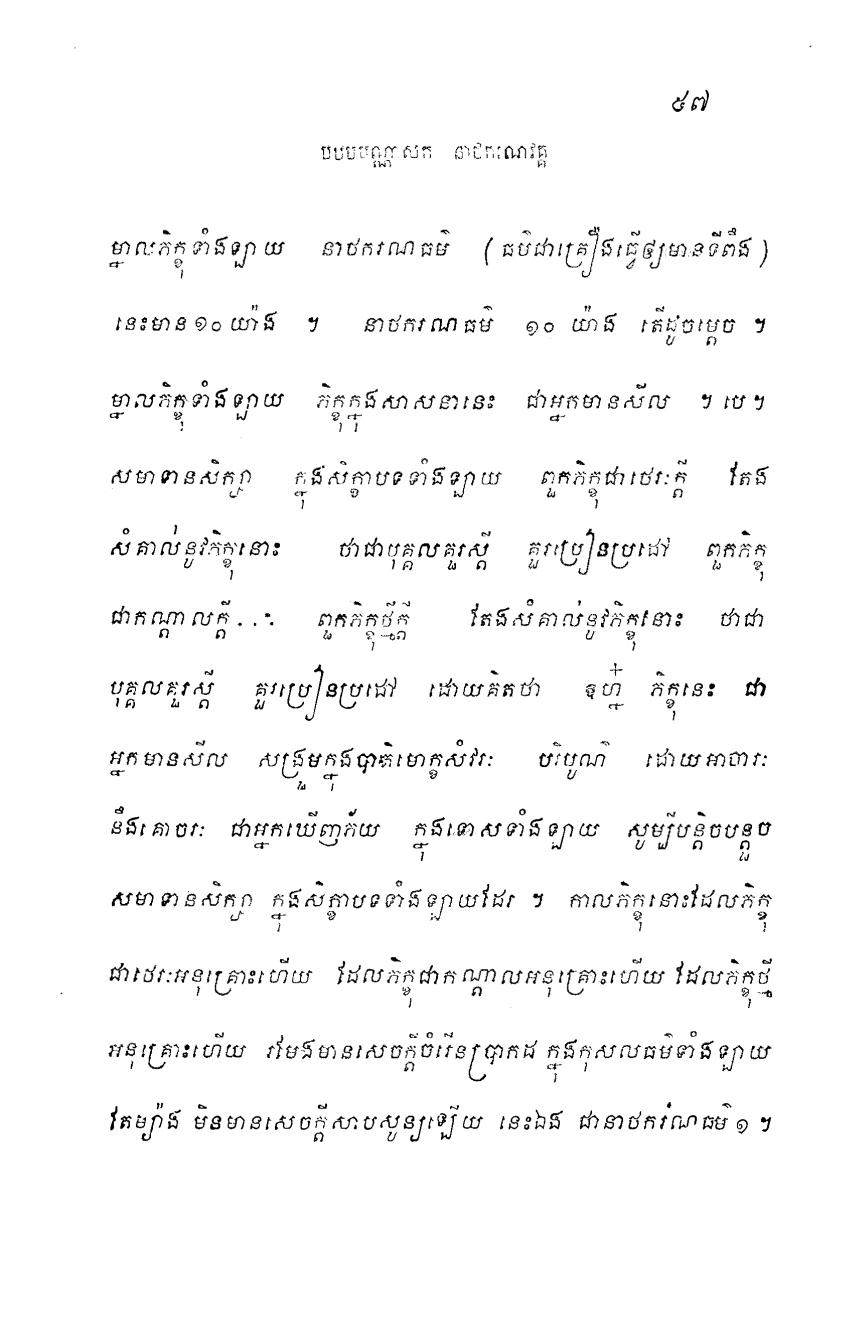 ៥៧
បឋបបណ្ណាសក នាថករណវគ្គ
ម្នាលភិក្ខុទាំងឡាយ នាថករណធម៌ (ធម៌ជាគ្រឿងធ្វើឲ្យមានទីពឹង)
នេះមាន១០យ៉ាង ។ នាថករណធម៌ ១០ យ៉ាង តើដូចម្តេច ។
ម្នាលភិក្ខុទាំងឡាយ ភិក្ខុក្នុងសាសនានេះ ជាអ្នកមានសីល ។ បេ ។
សមាទានសិក្សា ក្នុងសិក្ខាបទទាំងឡាយ ពួកភិក្ខុជាថេរៈក្តី តែង
សំគាល់នូវភិក្ខុនោះ ថាជាបុគ្គលគួរស្តី គួរប្រៀនប្រដៅ ពួកភិក្ខុ
ជាកណ្តាលក្តី ..ៈ ពួកភិក្ខុថ្មីក្តី តែងសំគាល់នូវភិក្ខុនោះ ថាជា
បុគ្គលគួរស្តី គួរប្រៀនប្រដៅ ដោយគិតថា ឧហ្ន៎ ភិក្ខុនេះ ជា
អ្នកមានសីល សង្រួមក្នុងបាតិមោក្ខសំវរៈ បរិបូណ៌ ដោយអាចារៈ
នឹងគោចរៈ ជាអ្នកឃើញភ័យ ក្នុងទោសទាំងឡាយ សូម្បីបន្តិចបន្តួច
សមាទានសិក្សា ក្នុងសិក្ខាបទទាំងឡាយដែរ ។ កាលភិក្ខុនោះដែលភិក្ខុ
ជាថេរៈអនុគ្រោះហើយ ដែលភិក្ខុជាកណ្តាលអនុគ្រោះហើយ ដែលភិក្ខុថ្មី
អនុគ្រោះហើយ រមែងមានសេចក្តីចំរើនប្រាកដ ក្នុងកុសលធម៌ទាំងឡាយ
តែម្យ៉ាង មិនមានសេចក្តីសាបសូន្យឡើយ នេះឯង ជានាថករណធម៌ ១ ។